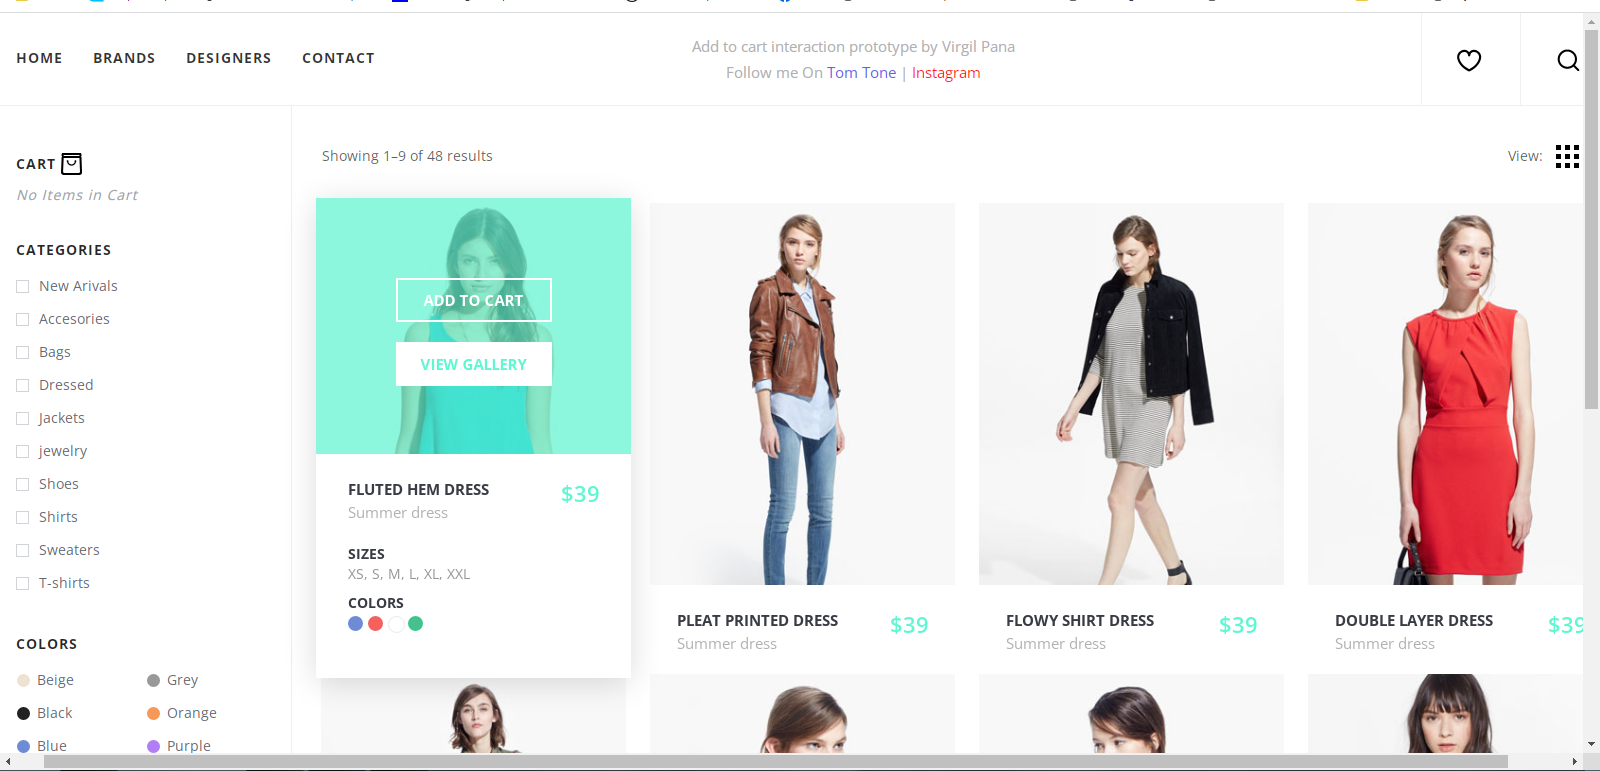 HOME BRANDS DESIGNERS CONTACT
Add to cart interaction prototype by Virgil Pana
Follow me On Tom Tone | Instagram
CART
No Items in Cart
CATEGORIES
New Arivals
Accesories
Bags
Dressed
Jackets
jewelry
Shoes
Shirts
Sweaters
T-shirts
COLORS
Beige Grey
Black Orange
Blue Purple
Showing 1–9 of 48 results
View:
ADD TO CART
VIEW GALLERY
FLUTED HEM DRESS $39
Summer dress
SIZES
XS, S, M, L, XL, XXL
COLORS
PLEAT PRINTED DRESS $39
Summer dress
FLOWY SHIRT DRESS $39
Summer dress
DOUBLE LAYER DRESS $39
Summer dress